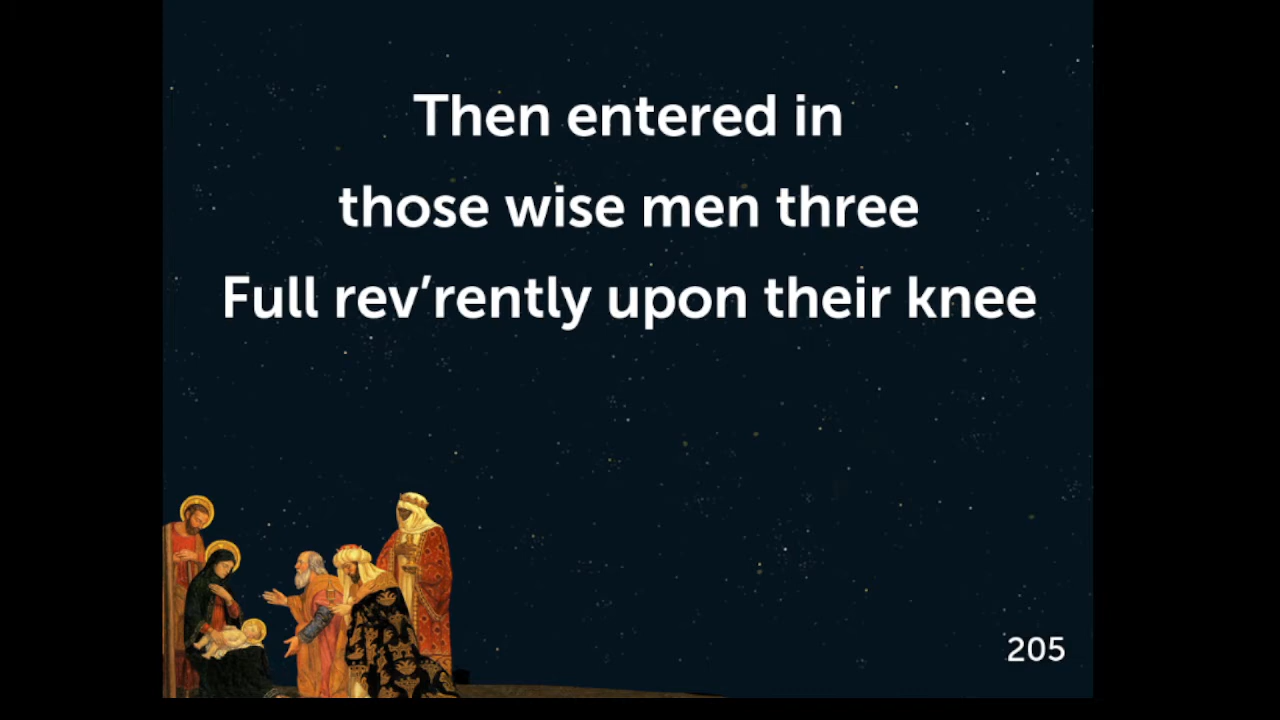 Then entered in
those wise men three
Full rev’rently upon their knee
205